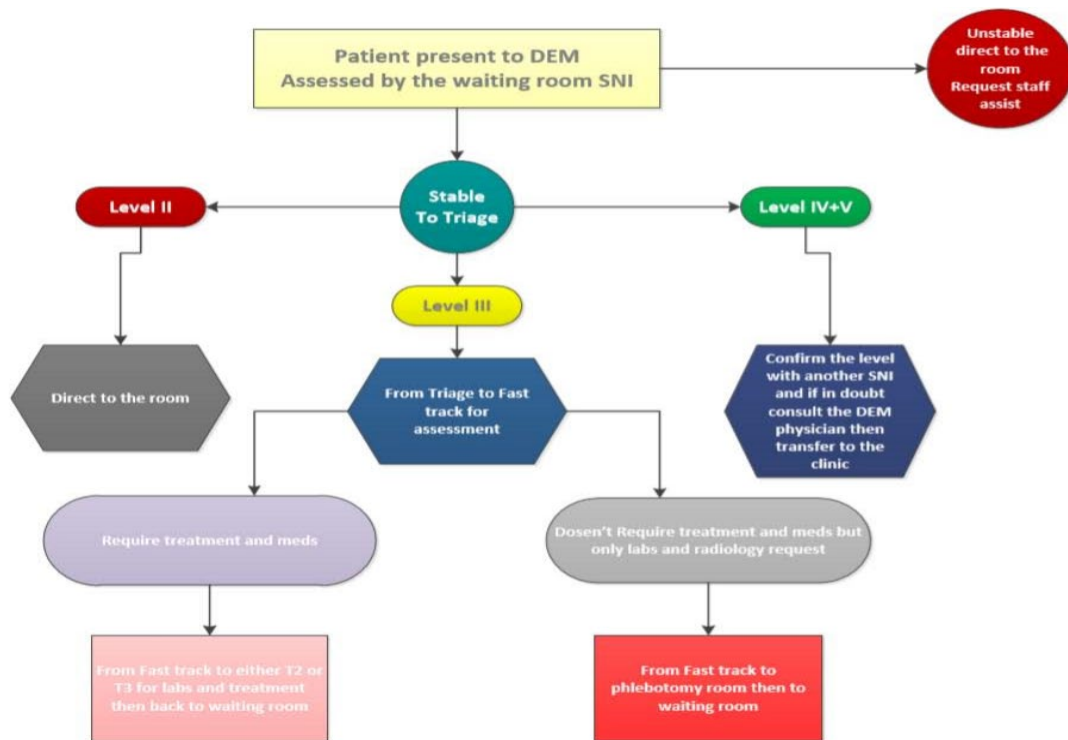 Patient present to DEM
Assessed by the waiting room SNI
Unstable
direct to the
room
Request staff
assist
Level II
Stable
To Triage
Level IV+V
Level III
Direct to the room
From Triage to Fast
track for
assessment
Confirm the level
with another SNI
and if in doubt
consult the DEM
physician then
transfer to the
clinic
Require treatment and meds
Dosen't Require treatment and meds but
only labs and radiology request
From Fast track to either T2 or
T3 for labs and treatment
then back to waiting room
From Fast track to
phlebotomy room then to
waiting room